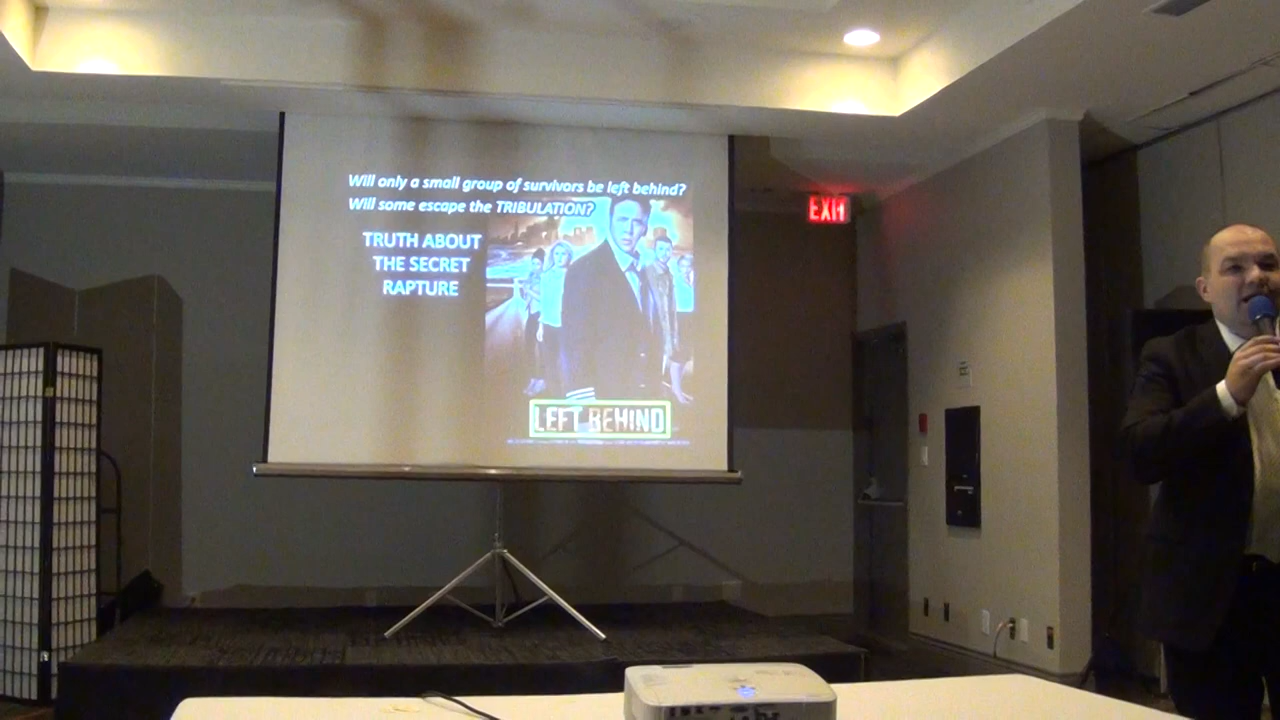 Will only a small group of survivors be left behind?
Will some escape the TRIBULATION?
TRUTH ABOUT
THE SECRET
RAPTURE
LEFT BEHIND
EXIT